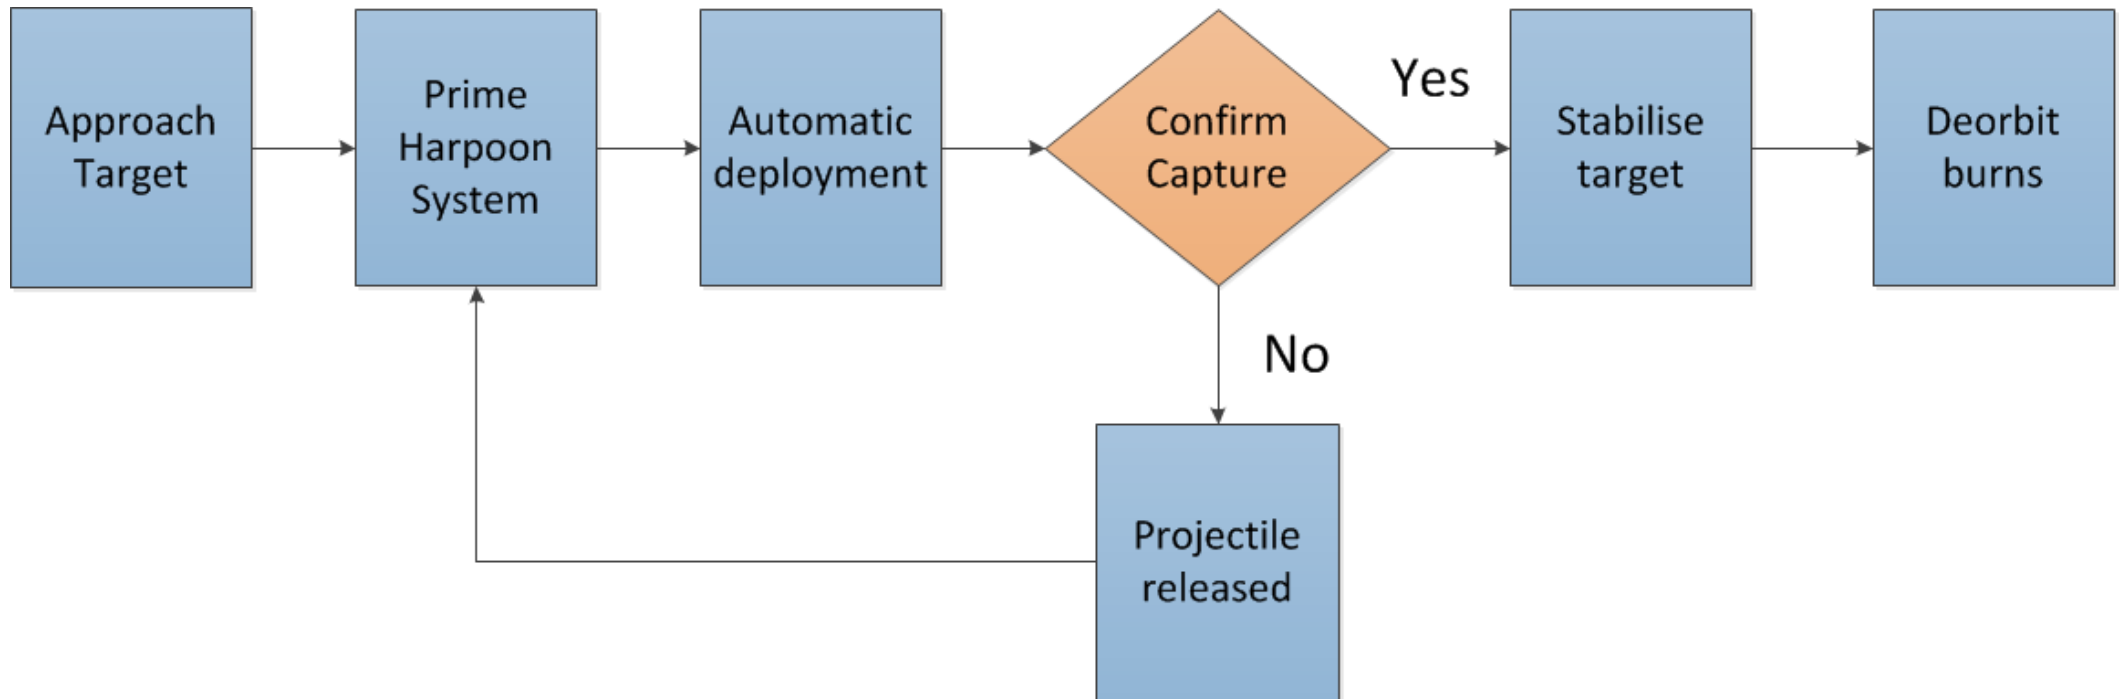 Approach
Target
Prime
Harpoon
System
Automatic
deployment
Confirm
Capture
Yes
Stabilise
target
Deorbit
burns
No
Projectile
released